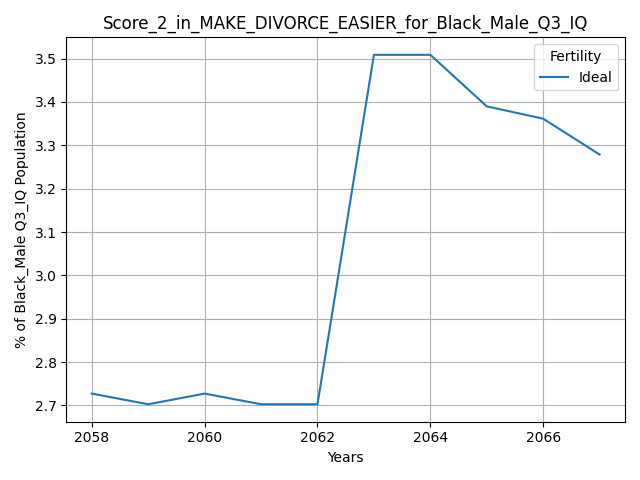 Score_2_in_MAKE_DIVORCE_EASIER_for_Black_Male_Q3_IQ
Fertility
Ideal
% of Black_Male Q3_IQ Population
3.5
3.4
3.3
3.2
3.1
3.0
2.9
2.8
2.7
2058 2060 2062 2064 2066
Years